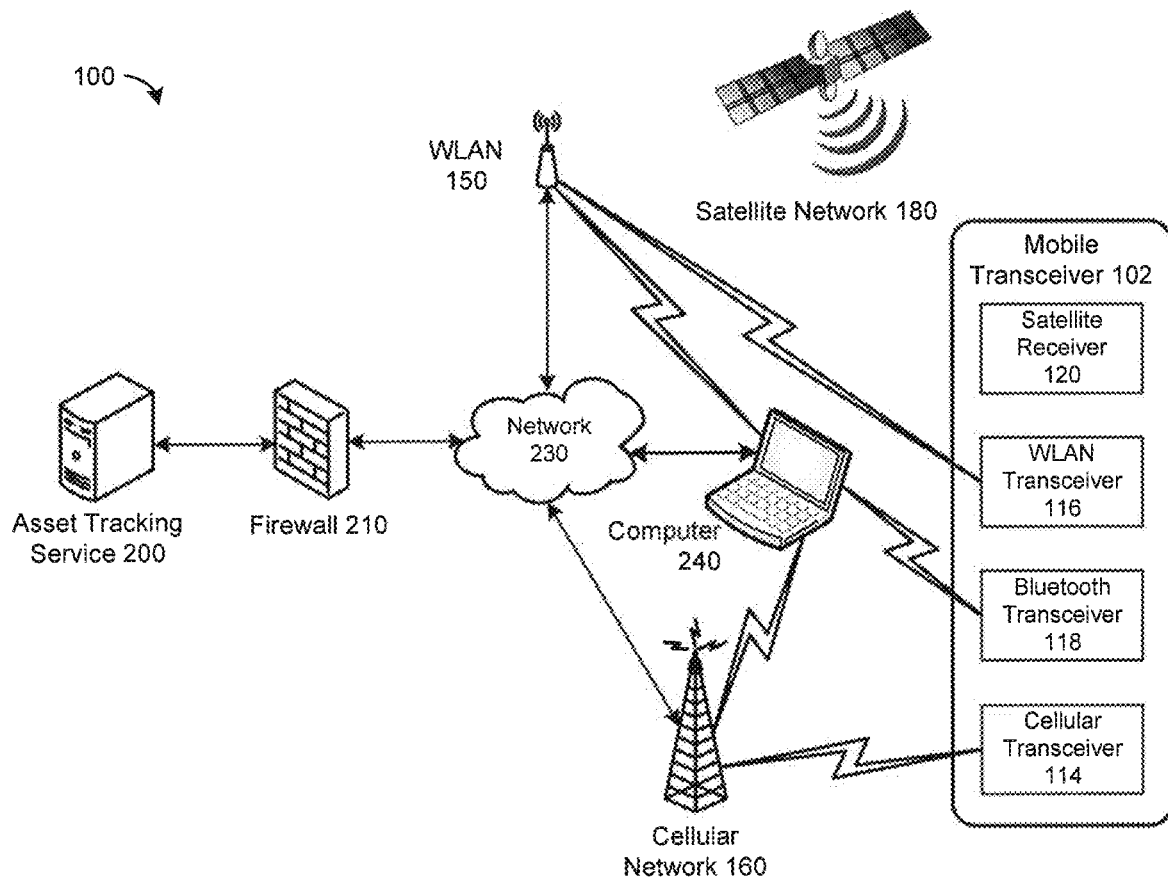 100
WLAN
150
Satellite Network 180
Mobile
Transceiver 102
Satellite
Receiver
120
Network
230
WLAN
Transceiver
116
Asset Tracking
Service 200
Firewall 210
Computer
240
Bluetooth
Transceiver
118
Cellular
Transceiver
114
Cellular
Network 160